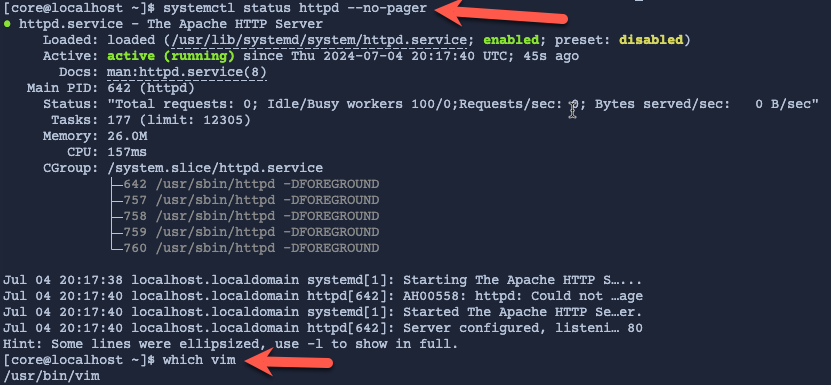 [core@localhost ~]$ systemctl status httpd --no-pager
● httpd.service - The Apache HTTP Server
Loaded: loaded (/usr/lib/systemd/system/httpd.service; enabled; preset: disabled)
Active: active (running) since Thu 2024-07-04 20:17:40 UTC; 45s ago
Docs: man:httpd.service(8)
Main PID: 642 (httpd)
Status: "Total requests: 0; Idle/Busy workers 100/0;Requests/sec: 0; Bytes served/sec:   0 B/sec"
Tasks: 177 (limit: 12305)
Memory: 26.0M
CPU: 157ms
CGroup: /system.slice/httpd.service
├─642 /usr/sbin/httpd -DFOREGROUND
├─757 /usr/sbin/httpd -DFOREGROUND
├─758 /usr/sbin/httpd -DFOREGROUND
├─759 /usr/sbin/httpd -DFOREGROUND
└─760 /usr/sbin/httpd -DFOREGROUND
Jul 04 20:17:38 localhost.localdomain systemd[1]: Starting The Apache HTTP S…...
Jul 04 20:17:40 localhost.localdomain httpd[642]: AH00558: httpd: Could not …age
Jul 04 20:17:40 localhost.localdomain systemd[1]: Started The Apache HTTP Se…er.
Jul 04 20:17:40 localhost.localdomain httpd[642]: Server configured, listeni… 80
Hint: Some lines were ellipsized, use -l to show in full.
[core@localhost ~]$ which vim
/usr/bin/vim